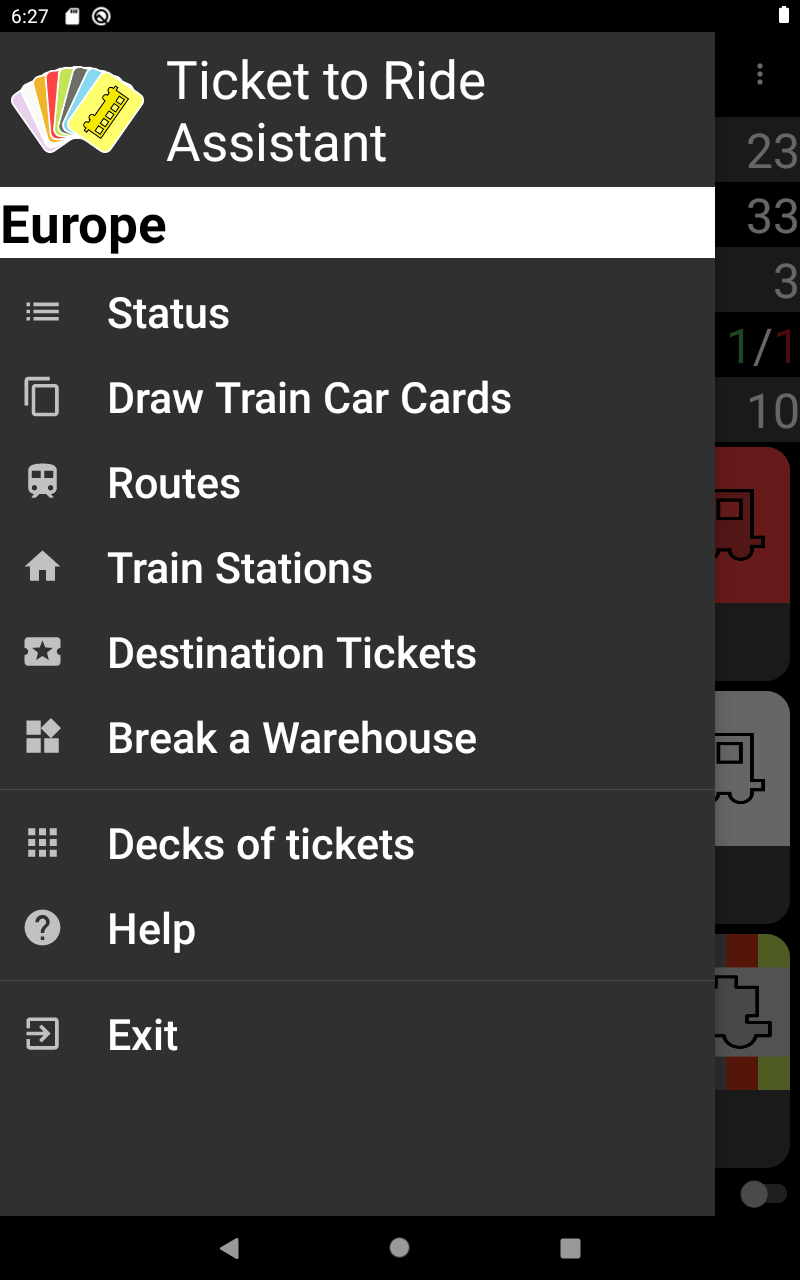 6:27
Ticket to Ride
Assistant
Europe
Status
Draw Train Car Cards
Routes
Train Stations
Destination Tickets
Break a Warehouse
Decks of tickets
Help
Exit
23
33
3
1/1
10